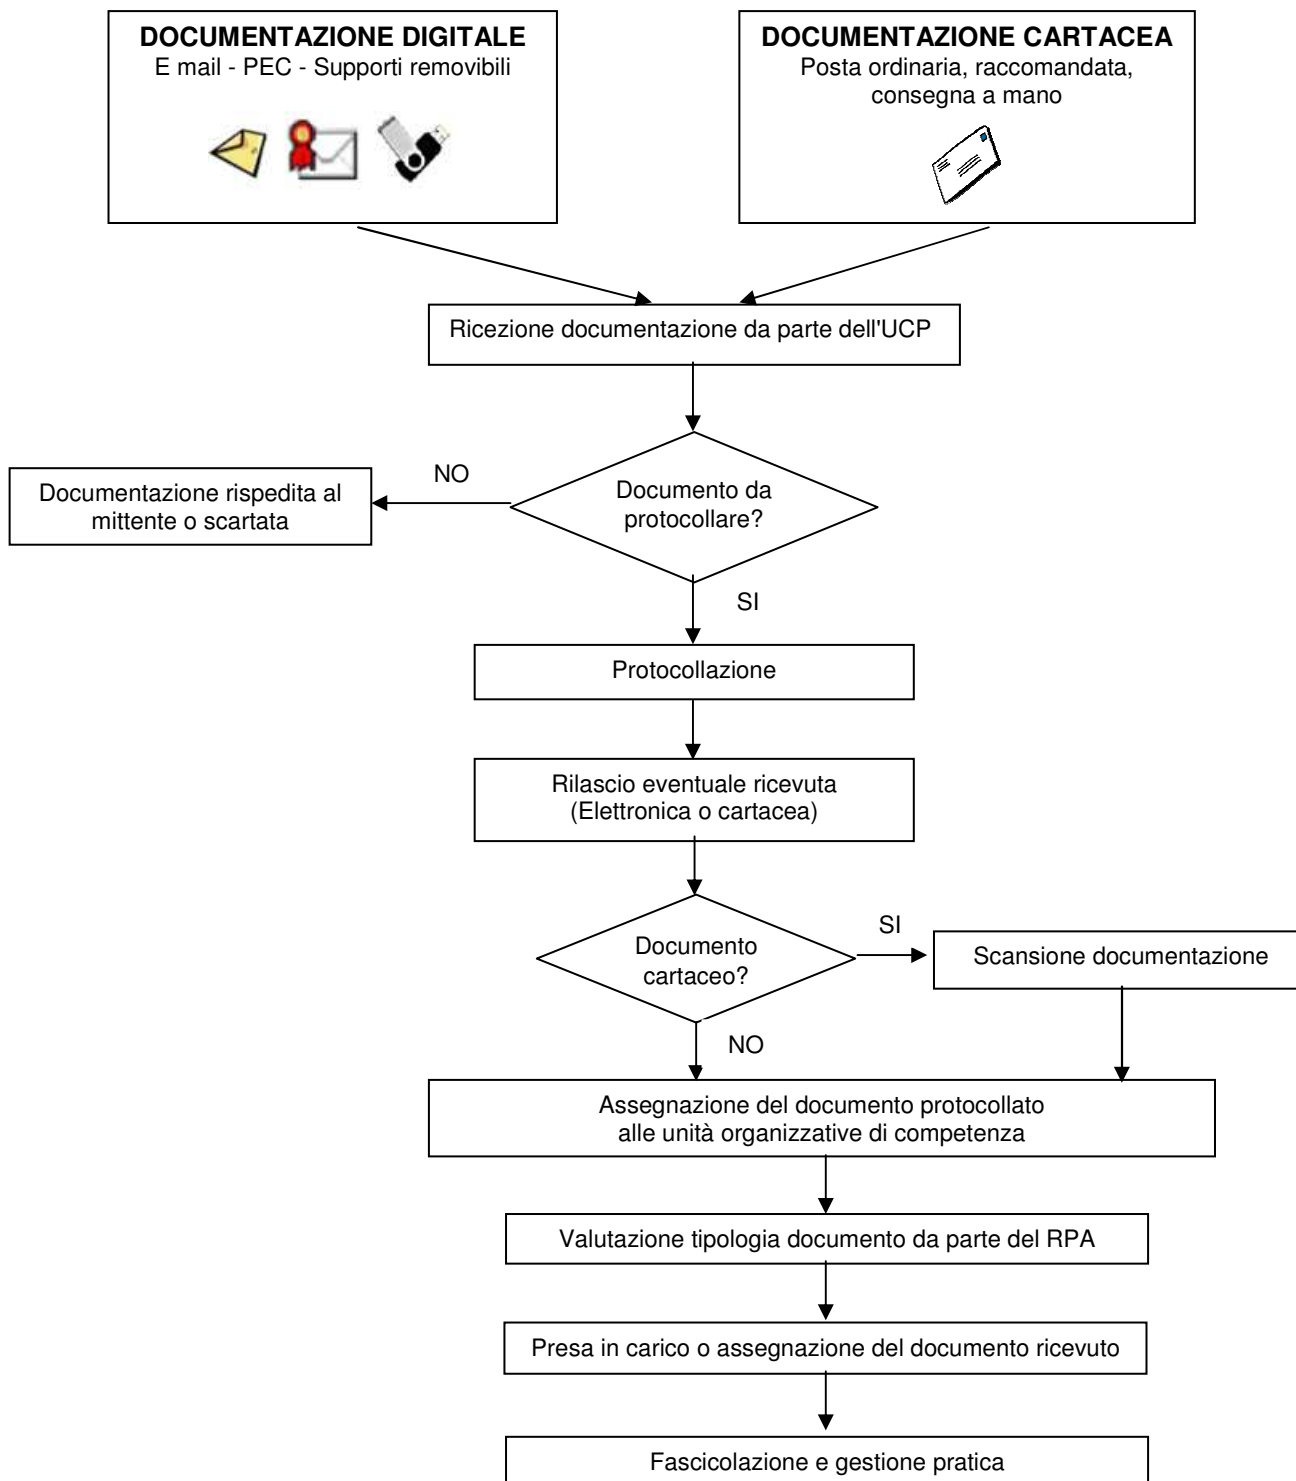 DOCUMENTAZIONE DIGITALE
E mail - PEC - Supporti removibili
DOCUMENTAZIONE CARTACEA
Posta ordinaria, raccomandata,
consegna a mano
Ricezione documentazione da parte dell'UCP
NO
Documentazione rispedita al
mittente o scartata
Documento da
protocollare?
SI
Protocollazione
Rilascio eventuale ricevuta
(Elettronica o cartacea)
Documento
cartaceo?
SI
Scansione documentazione
NO
Assegnazione del documento protocollato
alle unità organizzative di competenza
Valutazione tipologia documento da parte del RPA
Presa in carico o assegnazione del documento ricevuto
Fascicolazione e gestione pratica